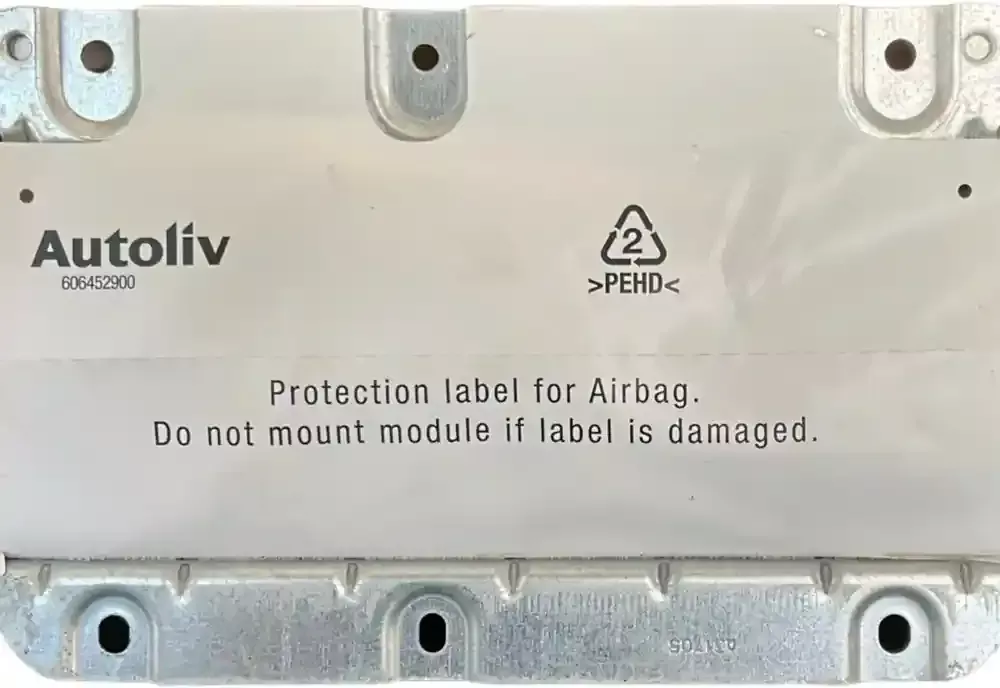 Autoliv
606452900
2
>PEHD<
Protection label for Airbag.
Do not mount module if label is damaged.